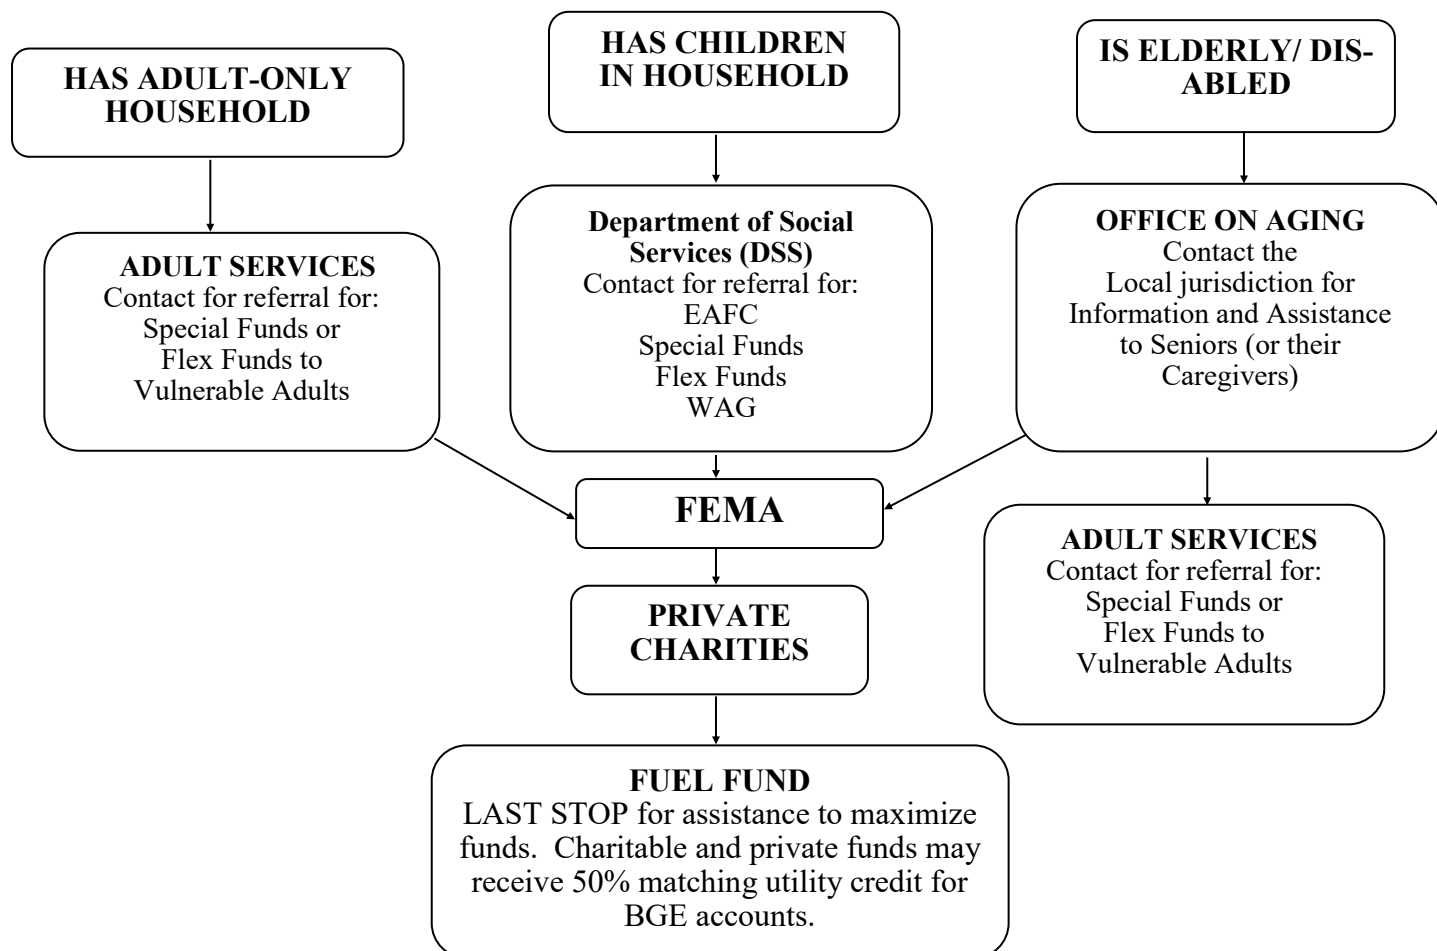 HAS ADULT-ONLY
HOUSEHOLD
HAS CHILDREN
IN HOUSEHOLD
IS ELDERLY/ DIS-
ABLED
ADULT SERVICES
Contact for referral for:
Special Funds or
Flex Funds to
Vulnerable Adults
Department of Social
Services (DSS)
Contact for referral for:
EAFC
Special Funds
Flex Funds
WAG
OFFICE ON AGING
Contact the
Local jurisdiction for
Information and Assistance
to Seniors (or their
Caregivers)
FEMA
ADULT SERVICES
Contact for referral for:
Special Funds or
Flex Funds to
Vulnerable Adults
PRIVATE
CHARITIES
FUEL FUND
LAST STOP for assistance to maximize
funds.  Charitable and private funds may
receive 50% matching utility credit for
BGE accounts.